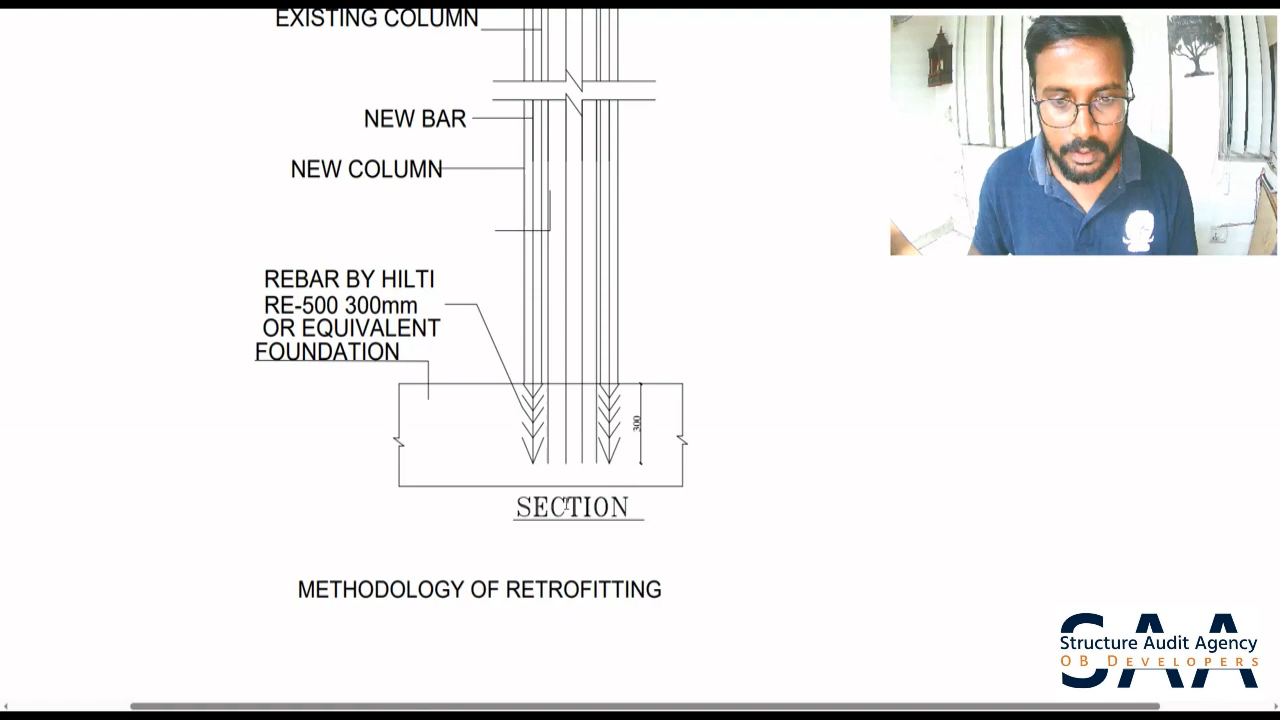 EXISTING COLUMN
NEW BAR
NEW COLUMN
REBAR BY HILTI
RE-500 300mm
OR EQUIVALENT
FOUNDATION
300
SECTION
METHODOLOGY OF RETROFITTING
SAA
Structure Audit Agency
OB DEVELOPERS